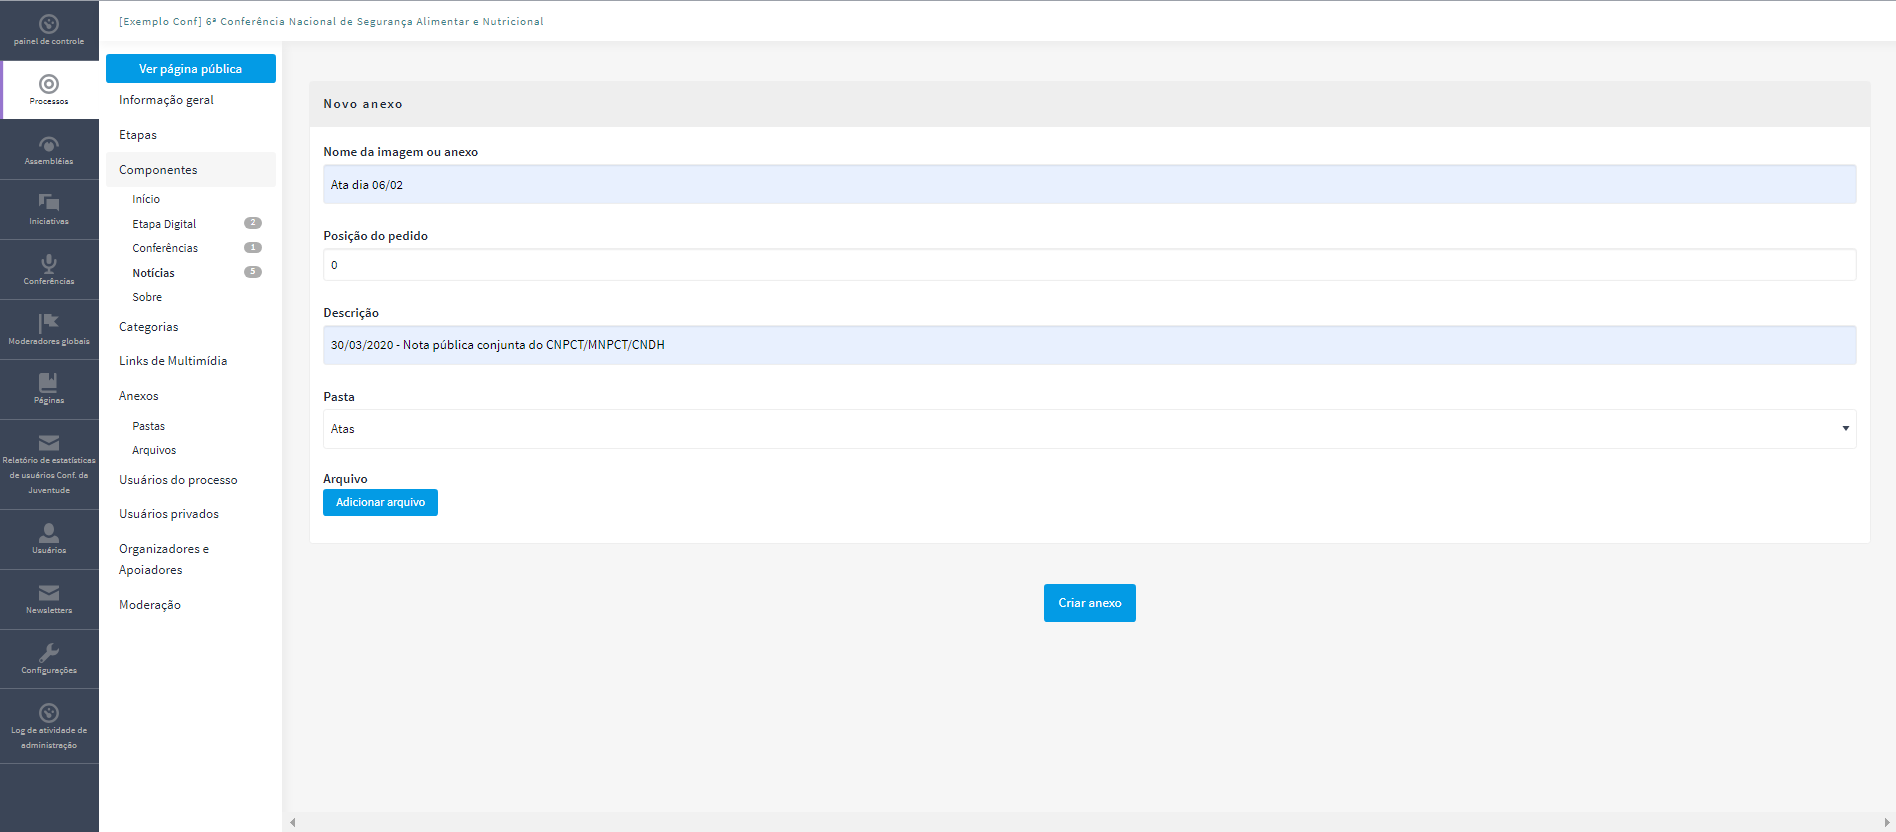 [Exemplo Conf] 6ª Conferência Nacional de Segurança Alimentar e Nutricional
painel de controle
Processos
Assembléias
Iniciativas
Conferências
Moderadores globais
Páginas
Relatório de estatísticas
de usuários Conf. da
Juventude
Usuários
Newsletters
Configurações
Log de atividade de
administração
Ver página pública
Informação geral
Etapas
Componentes
Início
Etapa Digital 2
Conferências 1
Notícias 5
Sobre
Categorias
Links de Multimídia
Anexos
Pastas
Arquivos
Usuários do processo
Usuários privados
Organizadores e
Apoiadores
Moderação
Novo anexo
Nome da imagem ou anexo
Ata dia 06/02
Posição do pedido
0
Descrição
30/03/2020 - Nota pública conjunta do CNPCT/MNPCT/CNDH
Pasta
Atas
Arquivo
Adicionar arquivo
Criar anexo